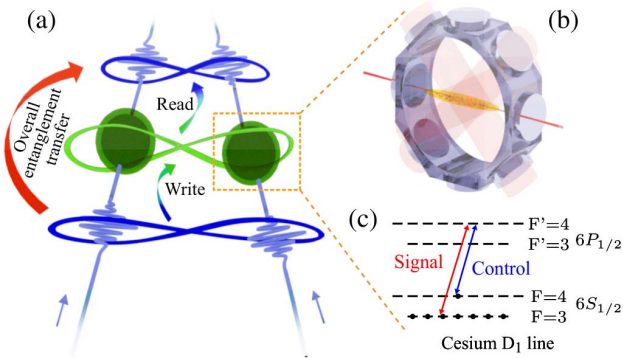 (a)
Read
Overall
entanglement
transfer
Write
(b)
(c)
F'=4
F'=3
6P1/2
Signal
Control
F=4
6S1/2
F=3
Cesium D1 line